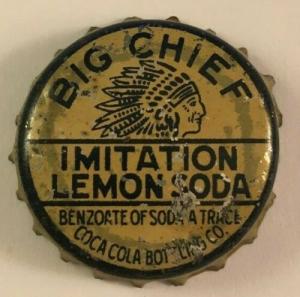 BIG CHIEF
IMITATION
LEMON SODA
BENZOATE OF SODA A TRACE
COCA COLA BOTTLING CO.